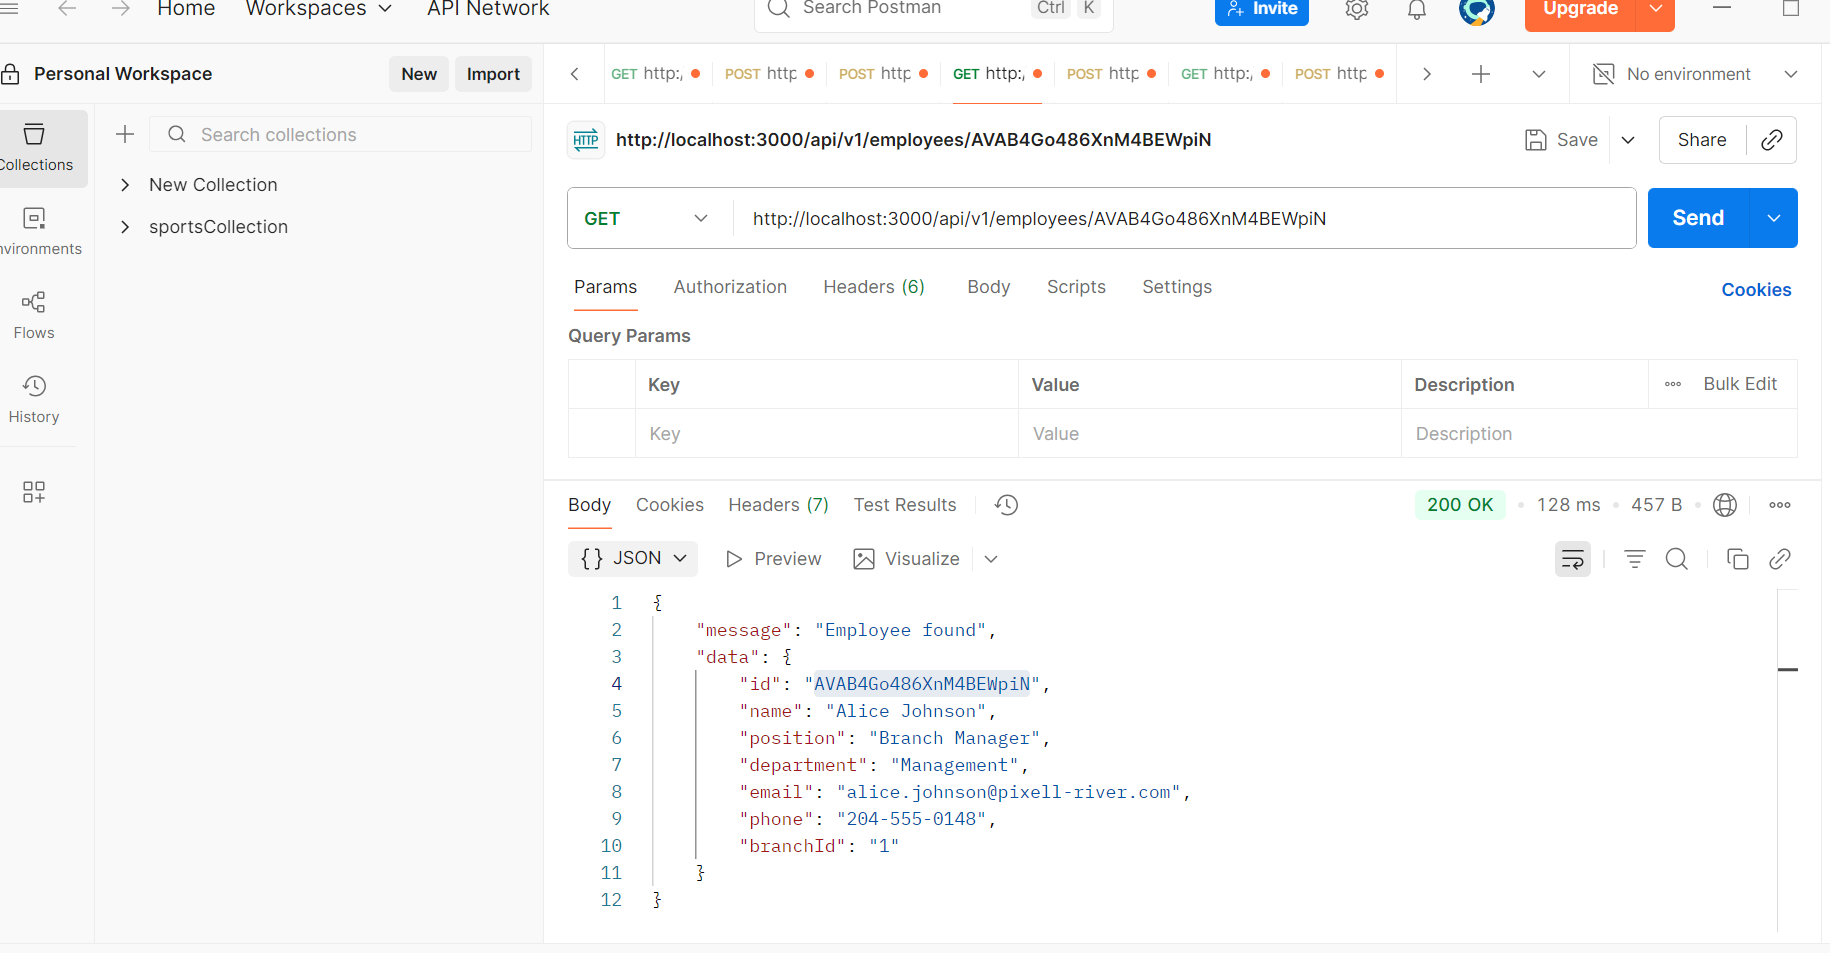 Home Workspaces API Network Search Postman Ctrl K Invite Upgrade
Personal Workspace New Import
GET http:/ POST http POST http GET http:/ POST http GET http:/ POST http No environment
Collections
Search collections
New Collection
sportsCollection
nvironments
Flows
History
HTTP http://localhost:3000/api/v1/employees/AVAB4Go486XnM4BEWpiN Save Share
GET http://localhost:3000/api/v1/employees/AVAB4Go486XnM4BEWpiN Send
Params Authorization Headers (6) Body Scripts Settings Cookies
Query Params
Key Value Description Bulk Edit
Key Value Description
Body Cookies Headers (7) Test Results 200 OK 128 ms 457 B
{} JSON Preview Visualize
1 {
2 "message": "Employee found",
3 "data": {
4 "id": "AVAB4Go486XnM4BEWpiN",
5 "name": "Alice Johnson",
6 "position": "Branch Manager",
7 "department": "Management",
8 "email": "alice.johnson@pixell-river.com",
9 "phone": "204-555-0148",
10 "branchId": "1"
11 }
12 }